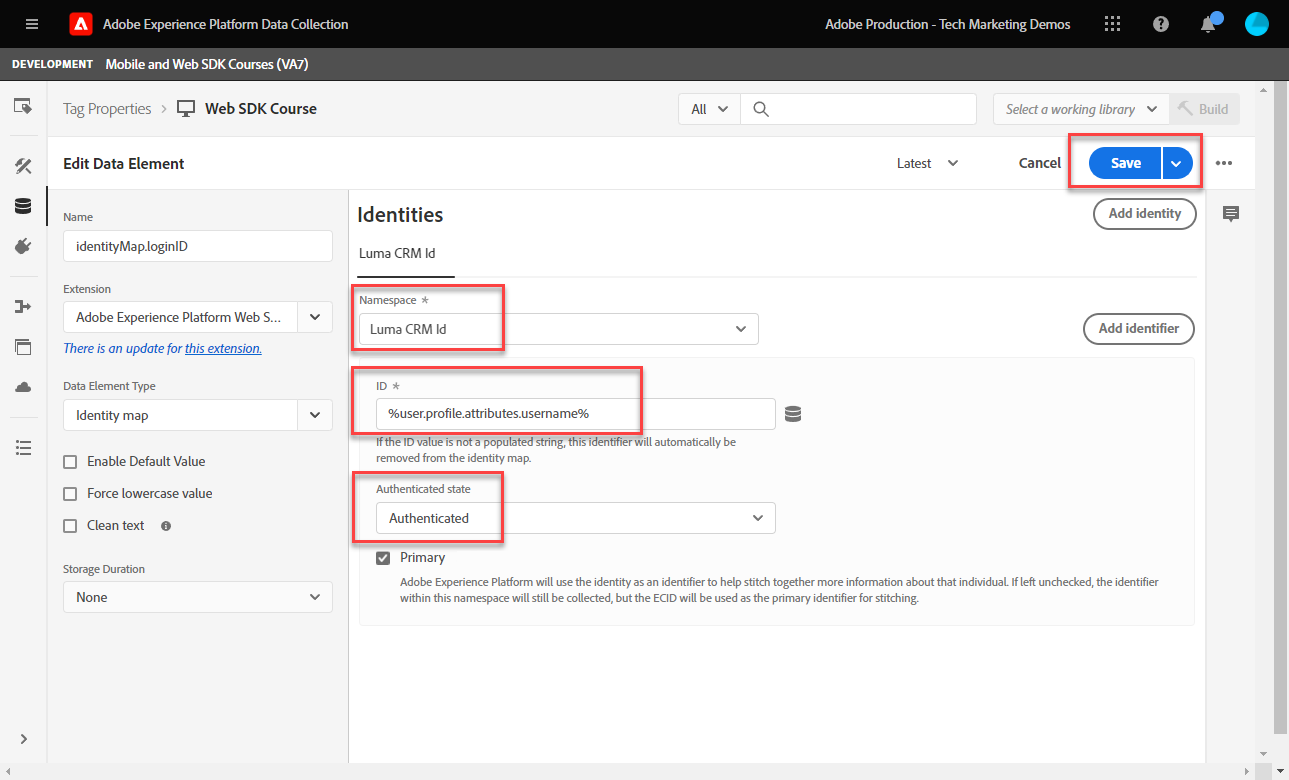 Adobe Experience Platform Data Collection
Adobe Production - Tech Marketing Demos
DEVELOPMENT Mobile and Web SDK Courses (VA7)
Tag Properties > Web SDK Course
All
Select a working library
Build
Edit Data Element
Latest
Cancel
Save
Name
identityMap.loginID
Extension
Adobe Experience Platform Web S...
There is an update for this extension.
Data Element Type
Identity map
Enable Default Value
Force lowercase value
Clean text
Storage Duration
None
Identities
Add identity
Luma CRM Id
Namespace *
Luma CRM Id
Add identifier
ID *
%user.profile.attributes.username%
If the ID value is not a populated string, this identifier will automatically be
removed from the identity map.
Authenticated state
Authenticated
Primary
Adobe Experience Platform will use the identity as an identifier to help stitch together more information about that individual. If left unchecked, the identifier
within this namespace will still be collected, but the ECID will be used as the primary identifier for stitching.